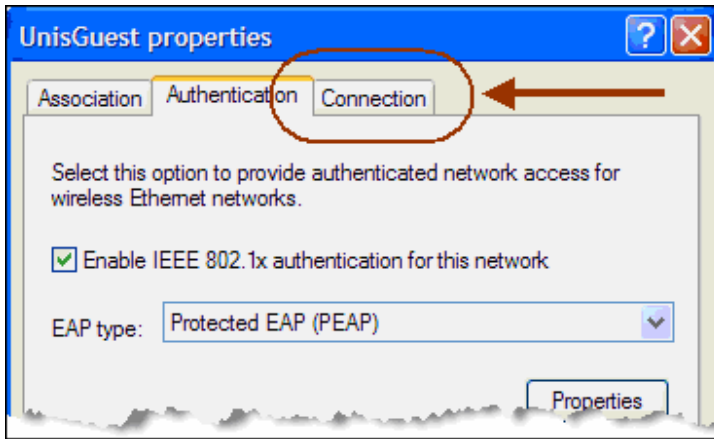 UnisGuest properties
Association Authentication Connection
Select this option to provide authenticated network access for
wireless Ethernet networks.
Enable IEEE 802.1x authentication for this network
EAP type: Protected EAP (PEAP)
Properties